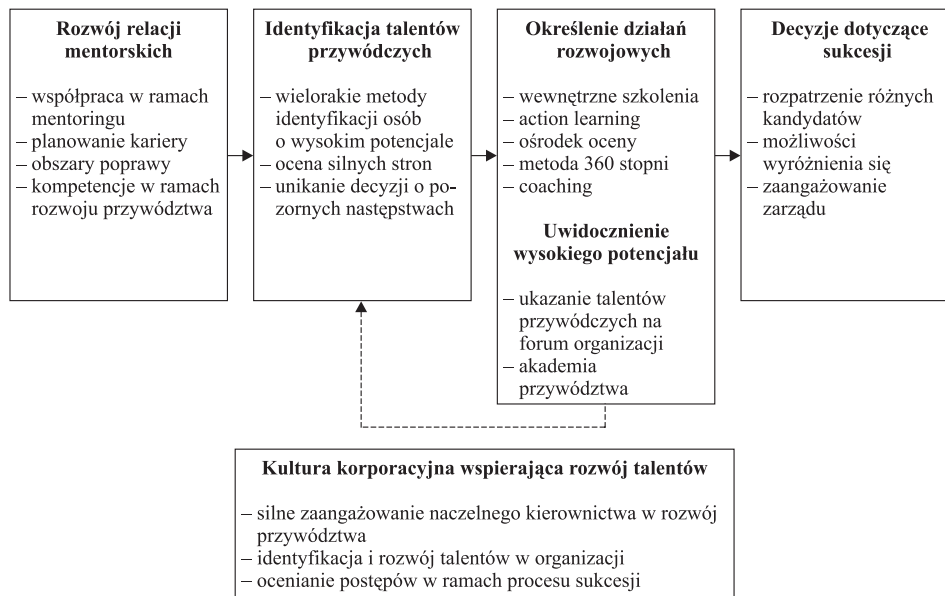 Rozwój relacji
mentorskich
– współpraca w ramach
mentoringu
– planowanie kariery
– obszary poprawy
– kompetencje w ramach
rozwoju przywództwa
Identyfikacja talentów
przywódczych
– wielorakie metody
identyfikacji osób
o wysokim potencjale
– ocena silnych stron
– unikanie decyzji o po-
zornych następstwach
Określenie działań
rozwojowych
– wewnętrzne szkolenia
– action learning
– ośrodek oceny
– metoda 360 stopni
– coaching
Uwidocznienie
wysokiego potencjału
– ukazanie talentów
przywódczych na
forum organizacji
– akademia
przywództwa
Decyzje dotyczące
sukcesji
– rozpatrzenie różnych
kandydatów
– możliwości
wyróżnienia się
– zaangażowanie
zarządu
Kultura korporacyjna wspierająca rozwój talentów
– silne zaangażowanie naczelnego kierownictwa w rozwój
przywództwa
– identyfikacja i rozwój talentów w organizacji
– ocenianie postępów w ramach procesu sukcesji